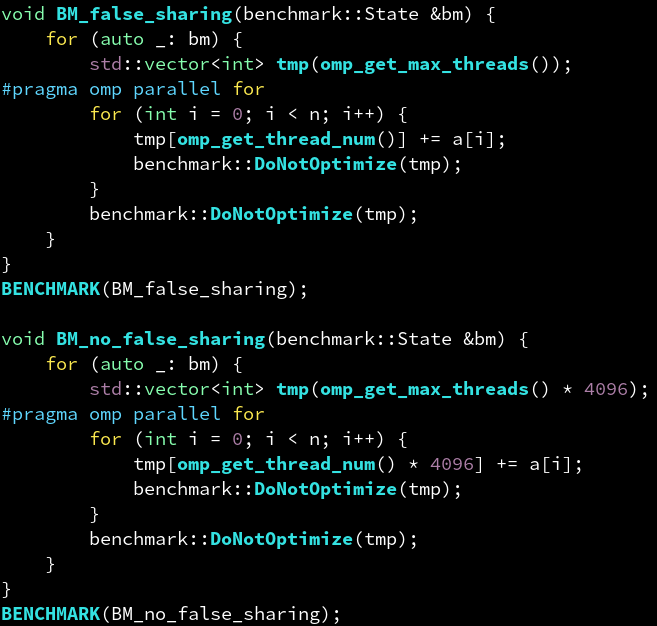 void BM_false_sharing(benchmark::State &bm) {
    for (auto _: bm) {
        std::vector<int> tmp(omp_get_max_threads());
#pragma omp parallel for
        for (int i = 0; i < n; i++) {
            tmp[omp_get_thread_num()] += a[i];
            benchmark::DoNotOptimize(tmp);
        }
        benchmark::DoNotOptimize(tmp);
    }
}
BENCHMARK(BM_false_sharing);

void BM_no_false_sharing(benchmark::State &bm) {
    for (auto _: bm) {
        std::vector<int> tmp(omp_get_max_threads() * 4096);
#pragma omp parallel for
        for (int i = 0; i < n; i++) {
            tmp[omp_get_thread_num() * 4096] += a[i];
            benchmark::DoNotOptimize(tmp);
        }
        benchmark::DoNotOptimize(tmp);
    }
}
BENCHMARK(BM_no_false_sharing);